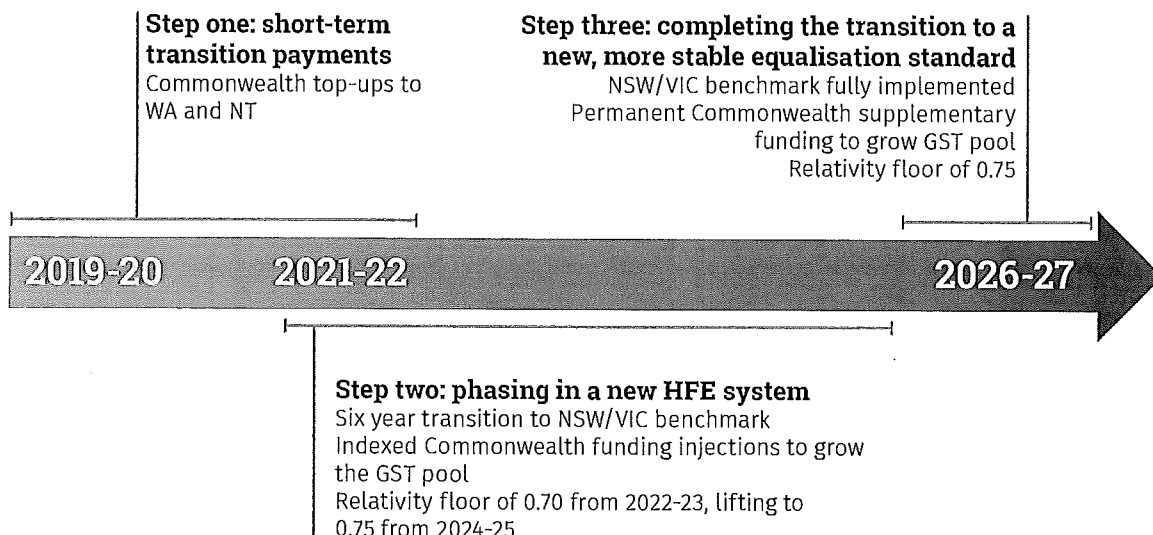 Step one: short-term
transition payments
Commonwealth top-ups to
WA and NT
Step three: completing the transition to a
new, more stable equalisation standard
NSW/VIC benchmark fully implemented
Permanent Commonwealth supplementary
funding to grow GST pool
Relativity floor of 0.75
2019-20
2021-22
2026-27
Step two: phasing in a new HFE system
Six year transition to NSW/VIC benchmark
Indexed Commonwealth funding injections to grow
the GST pool
Relativity floor of 0.70 from 2022-23, lifting to
0.75 from 2024-25